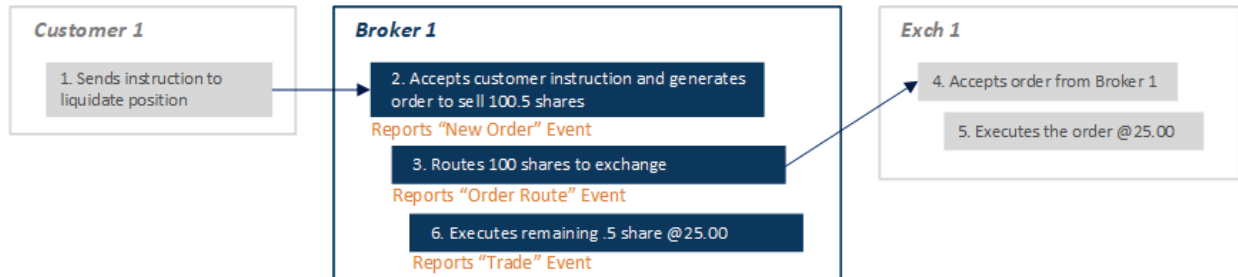 Customer 1
1. Sends instruction to
liquidate position
Broker 1
2. Accepts customer instruction and generates
order to sell 100.5 shares
Reports “New Order” Event
3. Routes 100 shares to exchange
Reports “Order Route” Event
6. Executes remaining .5 share @25.00
Reports “Trade” Event
Exch 1
4. Accepts order from Broker 1
5. Executes the order @25.00